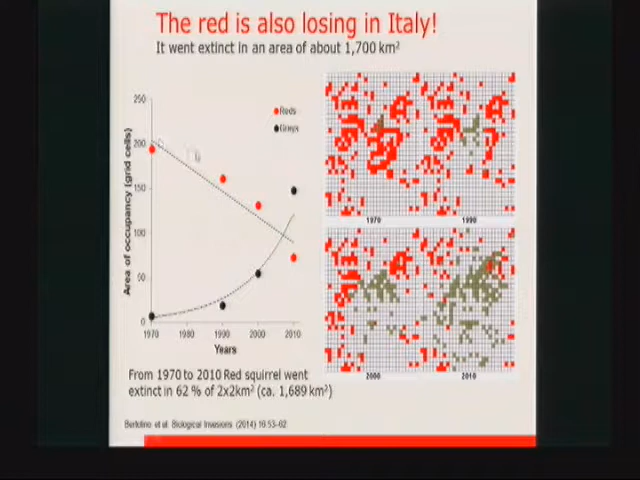 The red is also losing in Italy!
It went extinct in an area of about 1,700 km²
250
200
150
100
50
0
Area of occupancy (grid cells)
Reds
Greys
1970 1980 1990 2000 2010
Years
1970
1990
2000
2010
From 1970 to 2010 Red squirrel went
extinct in 62 % of 2x2km² (ca. 1,689 km²)
Bertolino et al. Biological Invasions (2014) 16:53–62